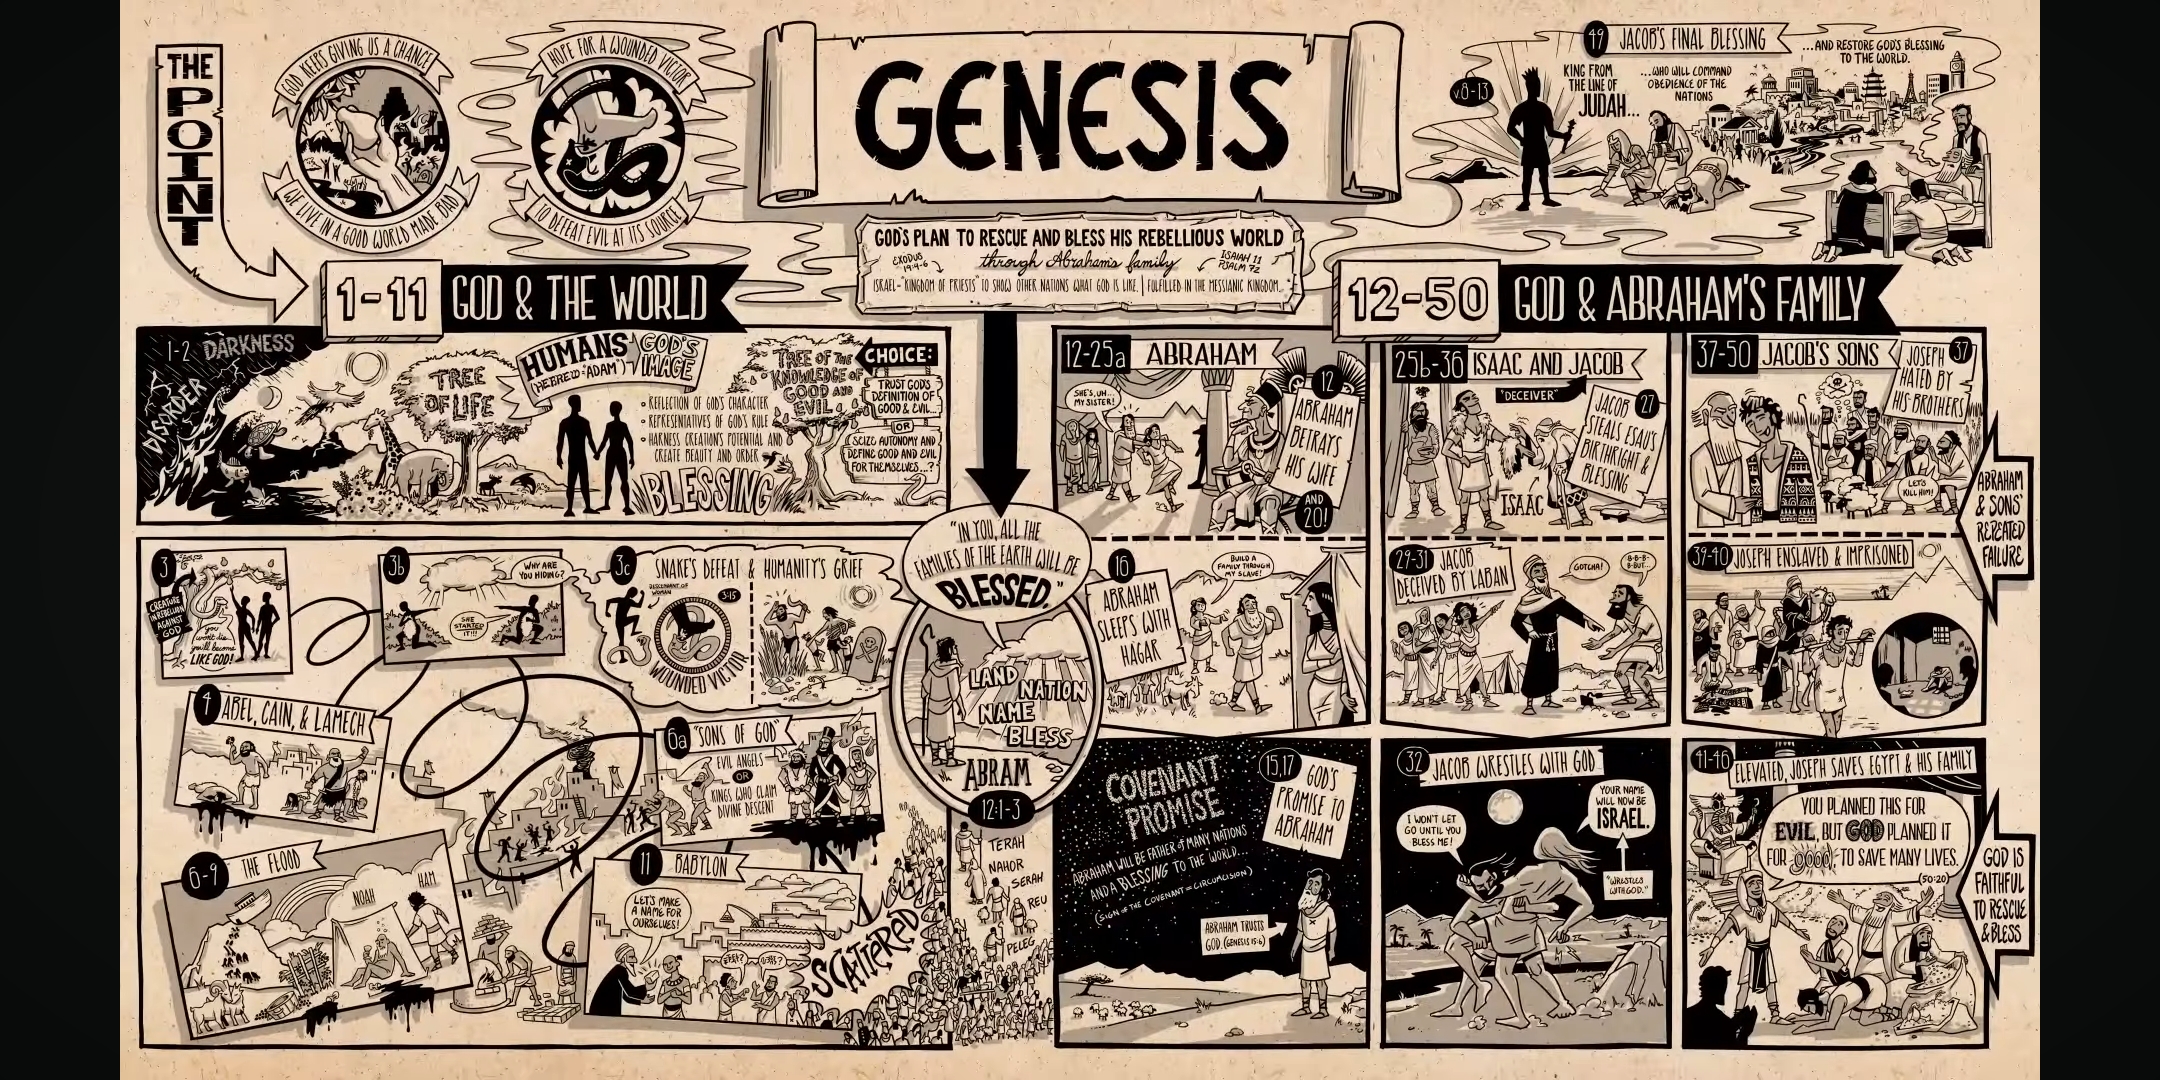 THE
POINT
GOD KEEPS GIVING US A CHANCE
WE LIVE IN A GOOD WORLD MADE BAD
HOPE FOR A WOUNDED VICTOR
TO DEFEAT EVIL AT ITS SOURCE
GENESIS
GOD'S PLAN TO RESCUE AND BLESS HIS REBELLIOUS WORLD
through Abraham's family
EXODUS
19:4-6
ISAIAH 11
PSALM 72
ISRAEL-"KINGDOM OF PRIESTS" TO SHOW OTHER NATIONS WHAT GOD IS LIKE.
FULFILLED IN THE MESSIANIC KINGDOM...
49 JACOB'S FINAL BLESSING
v.8-13
KING FROM
THE LINE OF
JUDAH...
...WHO WILL COMMAND
OBEDIENCE OF THE
NATIONS
...AND RESTORE GOD'S BLESSING
TO THE WORLD.
1-11 GOD & THE WORLD
1-2 DARKNESS
DISORDER
TREE
OF LIFE
HUMANS
(HEBREW: "ADAM")
GOD'S
IMAGE
• REFLECTION OF GOD'S CHARACTER
• REPRESENTATIVES OF GOD'S RULE
• HARNESS CREATION'S POTENTIAL AND
CREATE BEAUTY AND ORDER
BLESSING
TREE OF THE
KNOWLEDGE OF
GOOD AND
EVIL
CHOICE:
TRUST GOD'S
DEFINITION OF
GOOD & EVIL...
OR
SEIZE AUTONOMY AND
DEFINE GOOD AND EVIL
FOR THEMSELVES...?
3
CREATURE
IN REBELLION
AGAINST
GOD
you
won't die...
you'll become
LIKE GOD!
3b
WHY ARE
YOU HIDING?
SHE
STARTED
IT!!!
3c SNAKE'S DEFEAT & HUMANITY'S GRIEF
DESCENDANT OF
WOMAN
3:15
WOUNDED VICTOR
4 ABEL, CAIN, & LAMECH
6a "SONS OF GOD"
EVIL ANGELS
OR
KINGS WHO CLAIM
DIVINE DESCENT
6-9 THE FLOOD
NOAH
HAM
11 BABYLON
LET'S MAKE
A NAME FOR
OURSELVES!
SCATTERED
TERAH
NAHOR
SERAH
REU
PELEG
"IN YOU, ALL THE
FAMILIES OF THE EARTH WILL BE
BLESSED."
LAND
NATION
NAME
BLESS
ABRAM
12:1-3
12-50 GOD & ABRAHAM'S FAMILY
12-25a ABRAHAM
SHE'S, UH...
MY SISTER!
12
ABRAHAM
BETRAYS
HIS WIFE
AND
20!
16
ABRAHAM
SLEEPS WITH
HAGAR
BUILD A
FAMILY THROUGH
MY SLAVE!
COVENANT
PROMISE
ABRAHAM WILL BE FATHER of MANY NATIONS
AND A BLESSING TO THE WORLD...
(SIGN of THE COVENANT = CIRCUMCISION)
15,17 GOD'S
PROMISE TO
ABRAHAM
ABRAHAM TRUSTS
GOD. (GENESIS 15:6)
25b-36 ISAAC AND JACOB
"DECEIVER"
27
JACOB
STEALS ESAU'S
BIRTHRIGHT &
BLESSING
ISAAC
29-31 JACOB
DECEIVED BY LABAN
GOTCHA!
B-B-B-
B-BUT...
32 JACOB WRESTLES WITH GOD
I WON'T LET
GO UNTIL YOU
BLESS ME!
YOUR NAME
WILL NOW BE
ISRAEL.
"WRESTLES
WITH GOD."
37-50 JACOB'S SONS
37
JOSEPH
HATED BY
HIS BROTHERS
LET'S
KILL HIM!
39-40 JOSEPH ENSLAVED & IMPRISONED
41-46 ELEVATED, JOSEPH SAVES EGYPT & HIS FAMILY
YOU PLANNED THIS FOR
EVIL, BUT GOD PLANNED IT
FOR good, TO SAVE MANY LIVES.
(50:20)
ABRAHAM
& SONS'
REPEATED
FAILURE
GOD IS
FAITHFUL
TO RESCUE
& BLESS